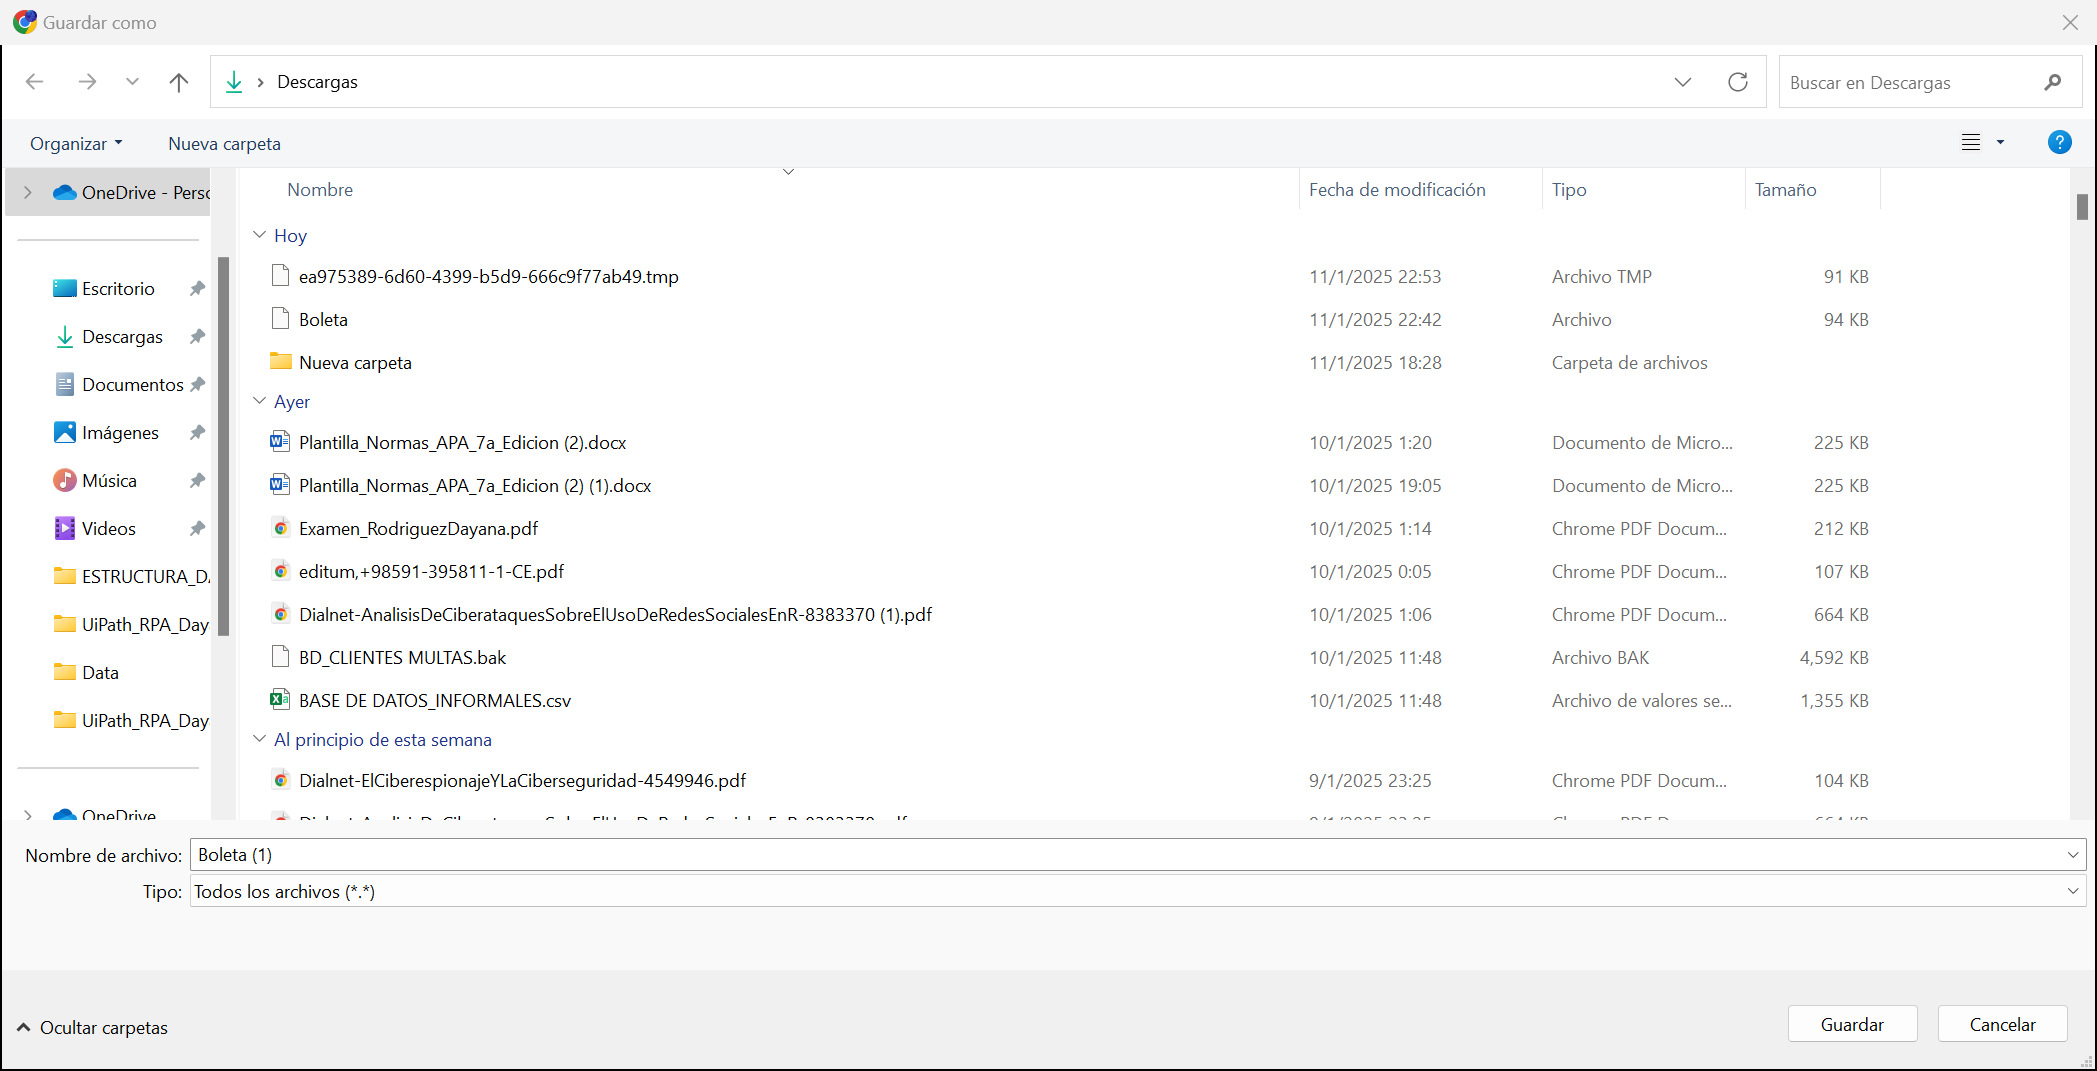 Guardar como
Descargas
Buscar en Descargas
Organizar
Nueva carpeta
?
OneDrive - Perso
Escritorio
Descargas
Documentos
Imágenes
Música
Videos
ESTRUCTURA_DA
UiPath_RPA_Day
Data
UiPath_RPA_Day
OneDrive
Nombre Fecha de modificación Tipo Tamaño
Hoy
ea975389-6d60-4399-b5d9-666c9f77ab49.tmp 11/1/2025 22:53 Archivo TMP 91 KB
Boleta 11/1/2025 22:42 Archivo 94 KB
Nueva carpeta 11/1/2025 18:28 Carpeta de archivos
Ayer
Plantilla_Normas_APA_7a_Edicion (2).docx 10/1/2025 1:20 Documento de Micro... 225 KB
Plantilla_Normas_APA_7a_Edicion (2) (1).docx 10/1/2025 19:05 Documento de Micro... 225 KB
Examen_RodriguezDayana.pdf 10/1/2025 1:14 Chrome PDF Docum... 212 KB
editum,+98591-395811-1-CE.pdf 10/1/2025 0:05 Chrome PDF Docum... 107 KB
Dialnet-AnalisisDeCiberataquesSobreElUsoDeRedesSocialesEnR-8383370 (1).pdf 10/1/2025 1:06 Chrome PDF Docum... 664 KB
BD_CLIENTES MULTAS.bak 10/1/2025 11:48 Archivo BAK 4,592 KB
BASE DE DATOS_INFORMALES.csv 10/1/2025 11:48 Archivo de valores se... 1,355 KB
Al principio de esta semana
Dialnet-ElCiberespionajeYLaCiberseguridad-4549946.pdf 9/1/2025 23:25 Chrome PDF Docum... 104 KB
Nombre de archivo: Boleta (1)
Tipo: Todos los archivos (*.*)
Ocultar carpetas
Guardar
Cancelar